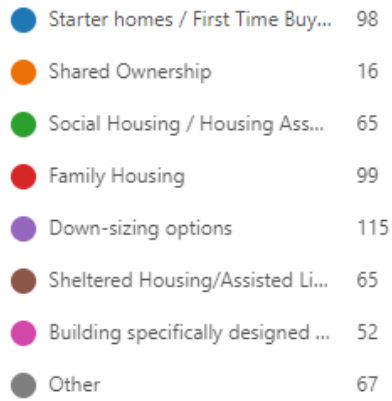 Starter homes / First Time Buy... 98
Shared Ownership 16
Social Housing / Housing Ass... 65
Family Housing 99
Down-sizing options 115
Sheltered Housing/Assisted Li... 65
Building specifically designed ... 52
Other 67